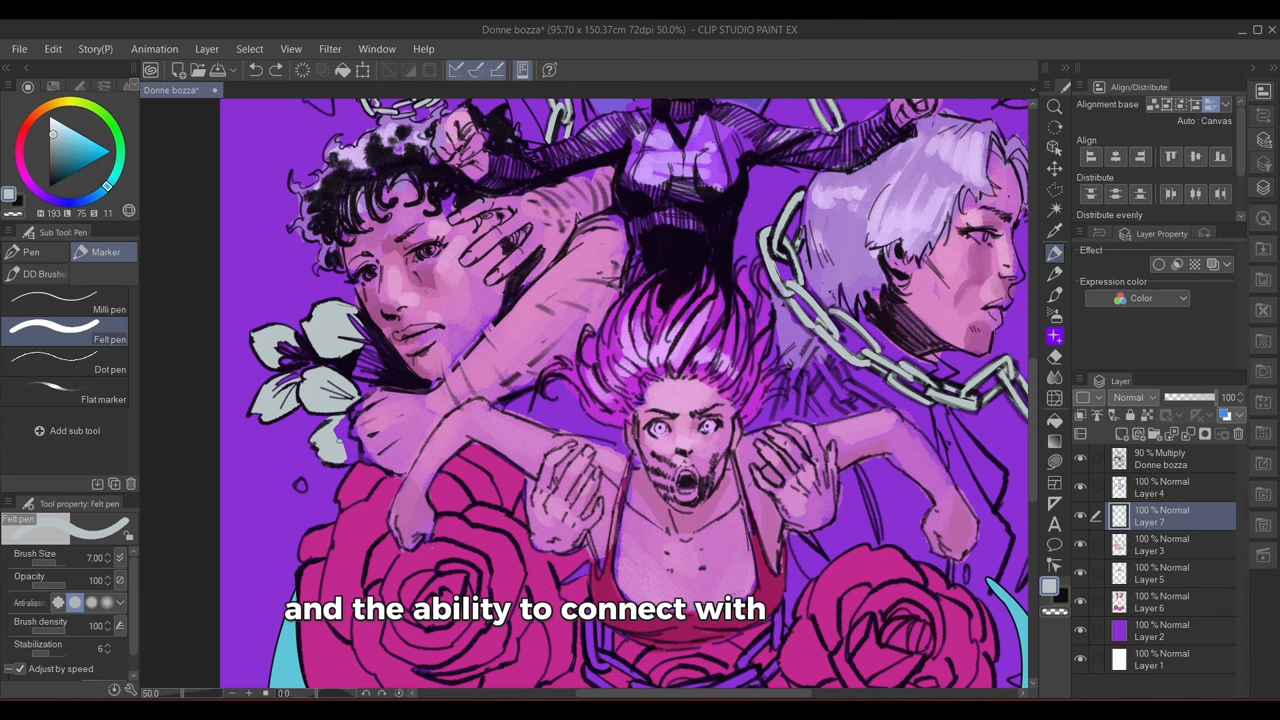 Donne bozza* (95.70 x 150.37cm 72dpi 50.0%) - CLIP STUDIO PAINT EX
File Edit Story(P) Animation Layer Select View Filter Window Help
Donne bozza*
H 193 L 75 S 11
Sub Tool: Pen
Pen Marker
DD Brushe
Milli pen
Felt pen
Dot pen
Flat marker
Add sub tool
Tool property: Felt pen
Felt pen
Brush Size 7.00
Opacity 100
Anti-alias
Brush density 100
Stabilization 6
Adjust by speed
and the ability to connect with
50.0
0.0
Align/Distribute
Alignment base
Auto : Canvas
Align
Distribute
Distribute evenly
Layer Property
Effect
Expression color
Color
Layer
Normal 100
90 % Multiply
Donne bozza
100 % Normal
Layer 4
100 % Normal
Layer 7
100 % Normal
Layer 3
100 % Normal
Layer 5
100 % Normal
Layer 6
100 % Normal
Layer 2
100 % Normal
Layer 1